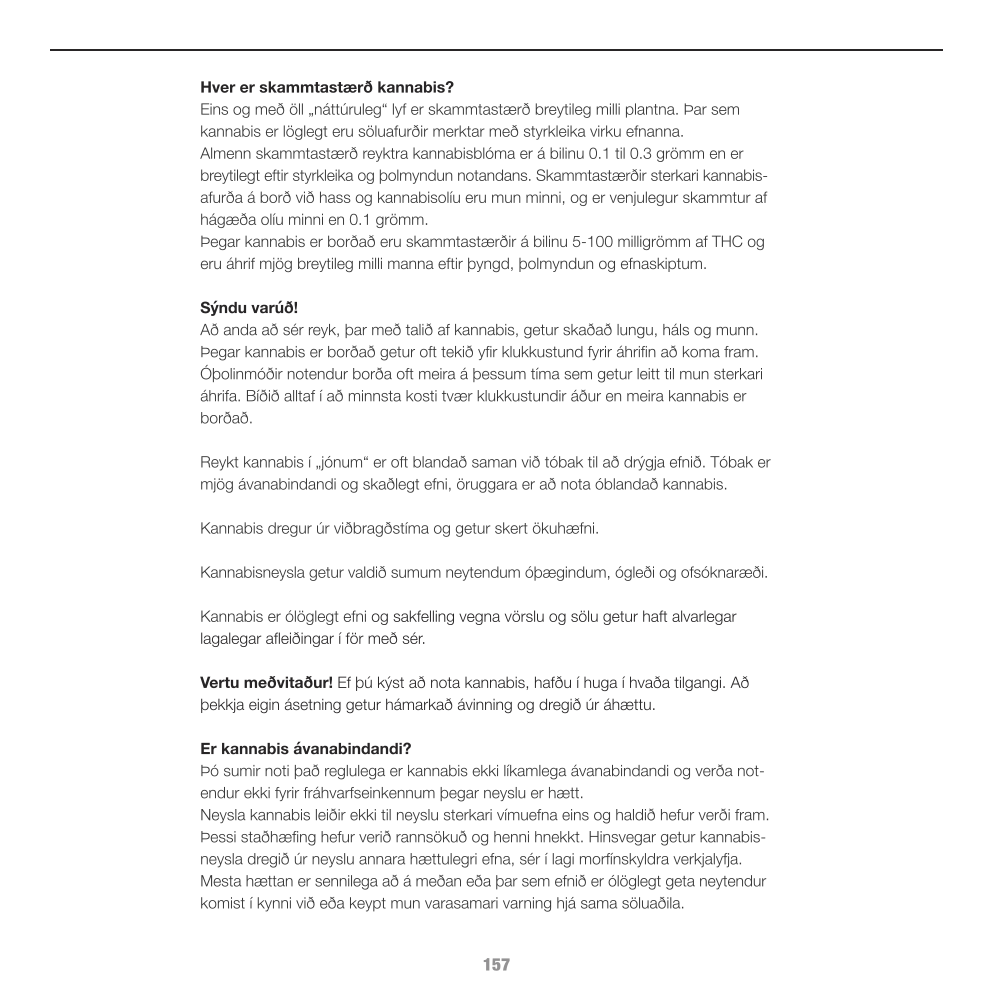 Hver er skammtastærð kannabis?
Eins og með öll „náttúruleg“ lyf er skammtastærð breytileg milli plantna. Þar sem
kannabis er löglegt eru söluafurðir merktar með styrkleika virku efnanna.
Almenn skammtastærð reyktra kannabisblóma er á bilinu 0.1 til 0.3 grömm en er
breytilegt eftir styrkleika og þolmyndun notandans. Skammtastærðir sterkari kannabis-
afurða á borð við hass og kannabisolíu eru mun minni, og er venjulegur skammtur af
hágæða olíu minni en 0.1 grömm.
Þegar kannabis er borðað eru skammtastærðir á bilinu 5-100 milligrömm af THC og
eru áhrif mjög breytileg milli manna eftir þyngd, þolmyndun og efnaskiptum.
Sýndu varúð!
Að anda að sér reyk, þar með talið af kannabis, getur skaðað lungu, háls og munn.
Þegar kannabis er borðað getur oft tekið yfir klukkustund fyrir áhrifin að koma fram.
Óþolinmóðir notendur borða oft meira á þessum tíma sem getur leitt til mun sterkari
áhrifa. Bíðið alltaf í að minnsta kosti tvær klukkustundir áður en meira kannabis er
borðað.
Reykt kannabis í „jónum“ er oft blandað saman við tóbak til að drýgja efnið. Tóbak er
mjög ávanabindandi og skaðlegt efni, öruggara er að nota óblandað kannabis.
Kannabis dregur úr viðbragðstíma og getur skert ökuhæfni.
Kannabisneysla getur valdið sumum neytendum óþægindum, ógleði og ofsóknaræði.
Kannabis er ólöglegt efni og sakfelling vegna vörslu og sölu getur haft alvarlegar
lagalegar afleiðingar í för með sér.
Vertu meðvitaður! Ef þú kýst að nota kannabis, hafðu í huga í hvaða tilgangi. Að
þekkja eigin ásetning getur hámarkað ávinning og dregið úr áhættu.
Er kannabis ávanabindandi?
Þó sumir noti það reglulega er kannabis ekki líkamlega ávanabindandi og verða not-
endur ekki fyrir fráhvarfseinkennum þegar neyslu er hætt.
Neysla kannabis leiðir ekki til neyslu sterkari vímuefna eins og haldið hefur verði fram.
Þessi staðhæfing hefur verið rannsökuð og henni hnekkt. Hinsvegar getur kannabis-
neysla dregið úr neyslu annara hættulegri efna, sér í lagi morfínskyldra verkjalyfja.
Mesta hættan er sennilega að á meðan eða þar sem efnið er ólöglegt geta neytendur
komist í kynni við eða keypt mun varasamari varning hjá sama söluaðila.
157